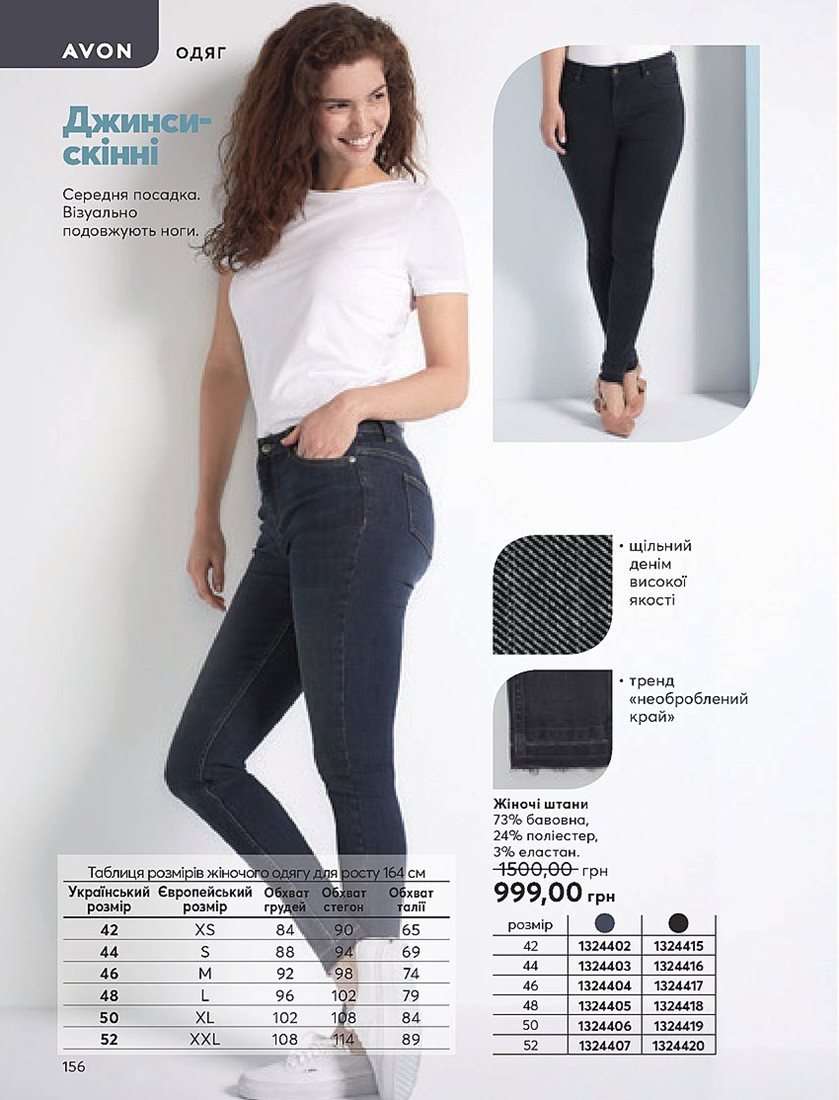 AVON одяг
Джинси-
скінні
Середня посадка.
Візуально
подовжують ноги.
• щільний
денім
високої
якості
• тренд
«необроблений
край»
Жіночі штани
73% бавовна,
24% поліестер,
3% еластан.
1500,00 грн
999,00 грн
розмір
42 1324402 1324415
44 1324403 1324416
46 1324404 1324417
48 1324405 1324418
50 1324406 1324419
52 1324407 1324420
Таблиця розмірів жіночого одягу для росту 164 см
Український Європейський Обхват Обхват Обхват
розмір розмір грудей стегон талії
42 XS 84 90 65
44 S 88 94 69
46 M 92 98 74
48 L 96 102 79
50 XL 102 108 84
52 XXL 108 114 89
156